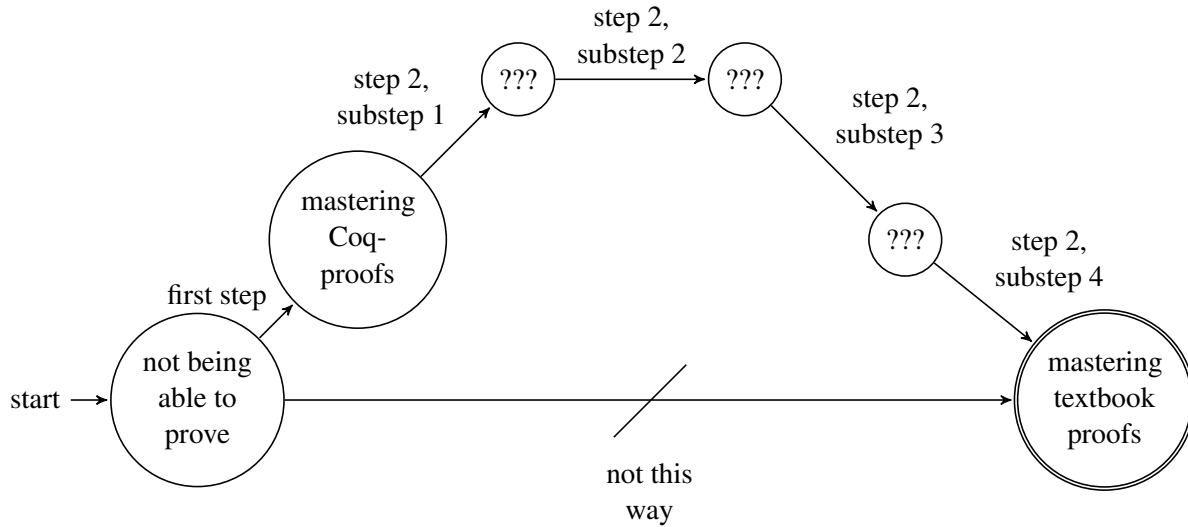 step 2,
substep 2
???
???
step 2,
substep 1
step 2,
substep 3
mastering
Coq-
proofs
???
step 2,
substep 4
first step
start
not being
able to
prove
mastering
textbook
proofs
not this
way